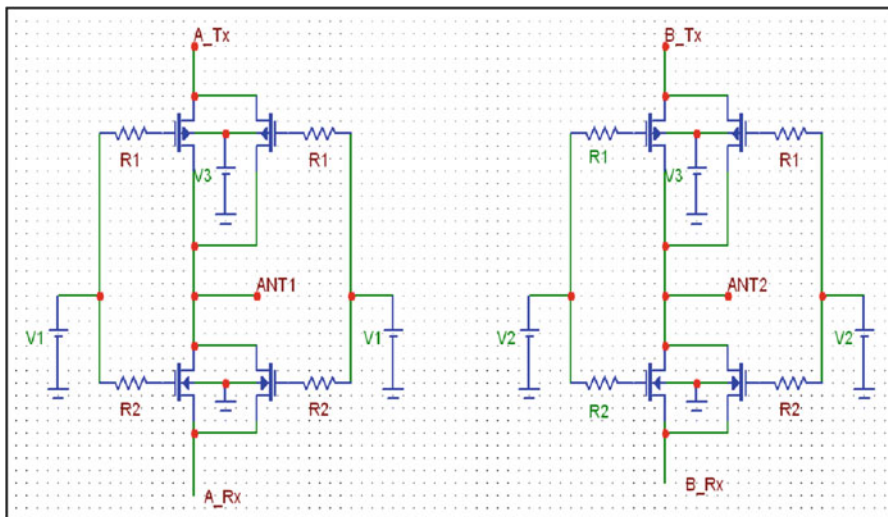 A_Tx B_Tx
R1 R1 R1 R1
V3 V3
ANT1 ANT2
V1 V1 V2 V2
R2 R2 R2 R2
A_Rx B_Rx